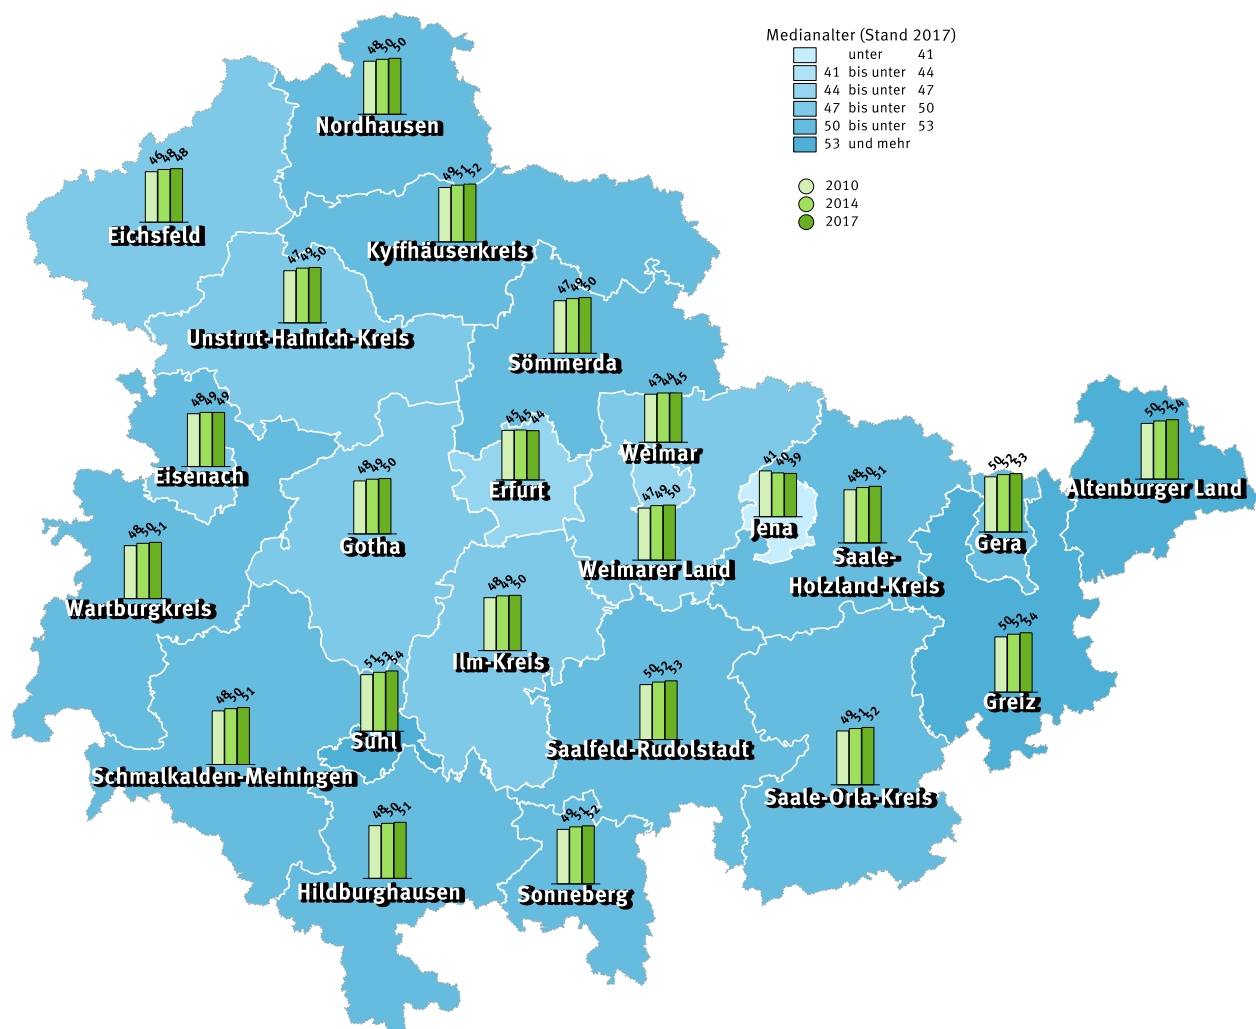 Medianalter (Stand 2017)
unter 41
41 bis unter 44
44 bis unter 47
47 bis unter 50
50 bis unter 53
53 und mehr
2010
2014
2017
48 50 50
Nordhausen
46 48 48
Eichsfeld
49 51 52
Kyffhäuserkreis
47 49 50
Unstrut-Hainich-Kreis
47 49 50
Sömmerda
48 49 49
Eisenach
43 44 45
Weimar
45 45 44
Erfurt
50 52 54
Altenburger Land
48 49 50
Gotha
41 40 39
Jena
48 50 51
Saale-
Holzland-Kreis
50 52 53
Gera
47 49 50
Weimarer Land
48 50 51
Wartburgkreis
48 49 50
Ilm-Kreis
50 52 54
Greiz
51 53 54
Suhl
50 52 53
Saalfeld-Rudolstadt
48 50 51
Schmalkalden-Meiningen
49 51 52
Saale-Orla-Kreis
48 50 51
Hildburghausen
49 51 52
Sonneberg